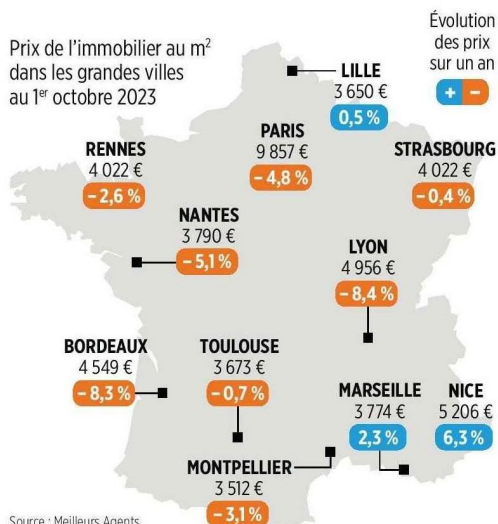 Prix de l'immobilier au m²
dans les grandes villes
au 1er octobre 2023
Évolution
des prix
sur un an
+ -
LILLE
3 650 €
0,5 %
PARIS
9 857 €
- 4,8 %
RENNES
4 022 €
- 2,6 %
STRASBOURG
4 022 €
- 0,4 %
NANTES
3 790 €
- 5,1 %
LYON
4 956 €
- 8,4 %
BORDEAUX
4 549 €
- 8,3 %
TOULOUSE
3 673 €
- 0,7 %
MARSEILLE
3 774 €
2,3 %
NICE
5 206 €
6,3 %
MONTPELLIER
3 512 €
- 3,1 %
Source : Meilleurs Agents